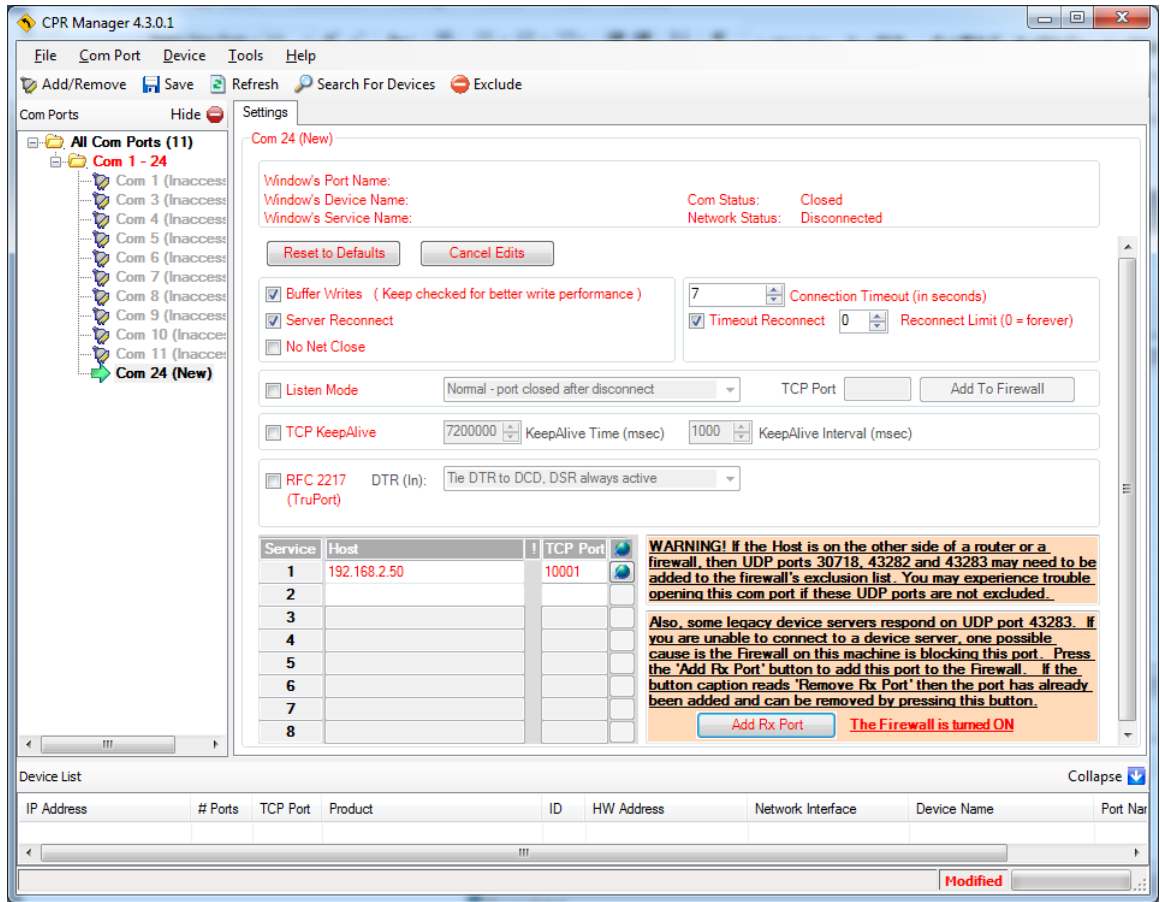 CPR Manager 4.3.0.1
File Com Port Device Tools Help
Add/Remove Save Refresh Search For Devices Exclude
Com Ports Hide
All Com Ports (11)
Com 1 - 24
Com 1 (Inaccess
Com 3 (Inaccess
Com 4 (Inaccess
Com 5 (Inaccess
Com 6 (Inaccess
Com 7 (Inaccess
Com 8 (Inaccess
Com 9 (Inaccess
Com 10 (Inacces
Com 11 (Inacces
Com 24 (New)
Settings
Com 24 (New)
Window's Port Name:
Window's Device Name: Com Status: Closed
Window's Service Name: Network Status: Disconnected
Reset to Defaults Cancel Edits
Buffer Writes ( Keep checked for better write performance )
Server Reconnect
No Net Close
7 Connection Timeout (in seconds)
Timeout Reconnect 0 Reconnect Limit (0 = forever)
Listen Mode Normal - port closed after disconnect TCP Port Add To Firewall
TCP KeepAlive 7200000 KeepAlive Time (msec) 1000 KeepAlive Interval (msec)
RFC 2217 DTR (In): Tie DTR to DCD, DSR always active
(TruPort)
Service Host ! TCP Port
1 192.168.2.50 10001
2
3
4
5
6
7
8
WARNING! If the Host is on the other side of a router or a
firewall, then UDP ports 30718, 43282 and 43283 may need to be
added to the firewall's exclusion list. You may experience trouble
opening this com port if these UDP ports are not excluded.
Also, some legacy device servers respond on UDP port 43283. If
you are unable to connect to a device server, one possible
cause is the Firewall on this machine is blocking this port. Press
the 'Add Rx Port' button to add this port to the Firewall. If the
button caption reads 'Remove Rx Port' then the port has already
been added and can be removed by pressing this button.
Add Rx Port The Firewall is turned ON
Device List Collapse
IP Address # Ports TCP Port Product ID HW Address Network Interface Device Name Port Nar
Modified